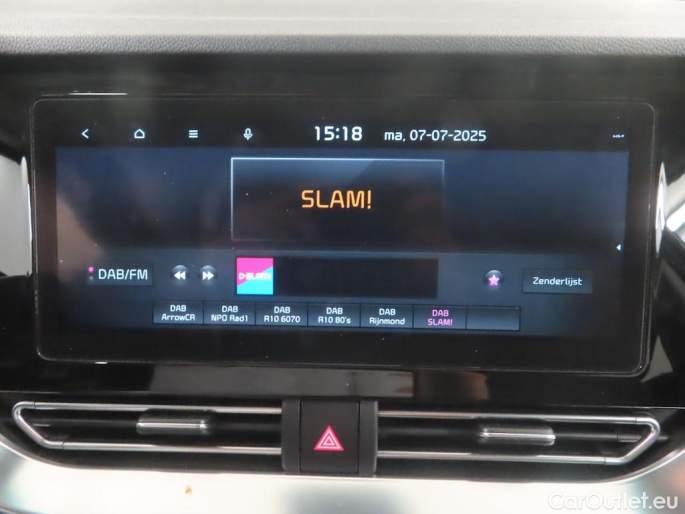 15:18 ma, 07-07-2025
SLAM!
DAB/FM
SLAM!
Zenderlijst
DAB
ArrowCR
DAB
NPO Rad1
DAB
R10 6070
DAB
R10 80's
DAB
Rijnmond
DAB
SLAM!
CarOutlet.eu